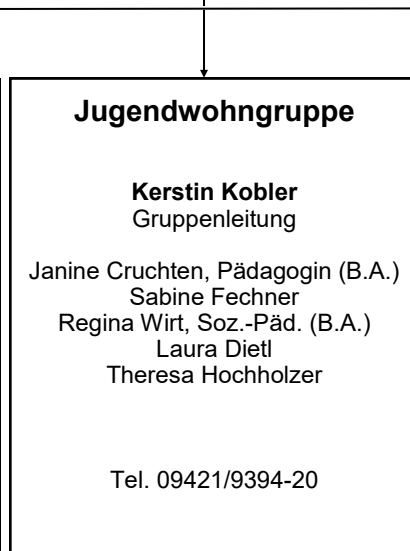 Jugendwohngruppe
Kerstin Kobler
Gruppenleitung
Janine Cruchten, Pädagogin (B.A.)
Sabine Fechner
Regina Wirt, Soz.-Päd. (B.A.)
Laura Dietl
Theresa Hochholzer
Tel. 09421/9394-20